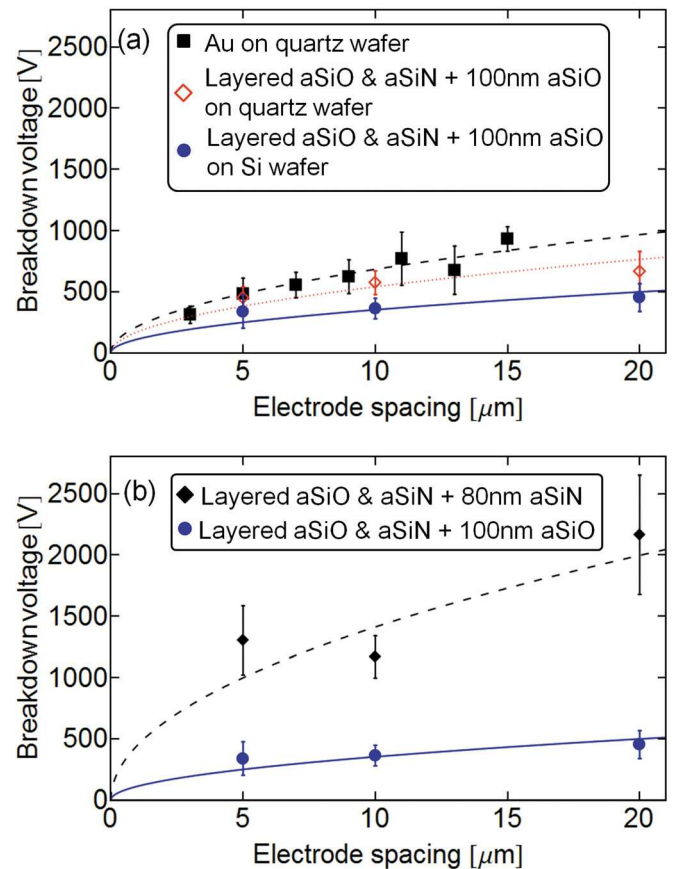 (a)
Au on quartz wafer
Layered aSiO & aSiN + 100nm aSiO
on quartz wafer
Layered aSiO & aSiN + 100nm aSiO
on Si wafer
Breakdown voltage [V]
2500
2000
1500
1000
500
0
0 5 10 15 20
Electrode spacing [μm]
(b)
Layered aSiO & aSiN + 80nm aSiN
Layered aSiO & aSiN + 100nm aSiO
Breakdown voltage [V]
2500
2000
1500
1000
500
0
0 5 10 15 20
Electrode spacing [μm]